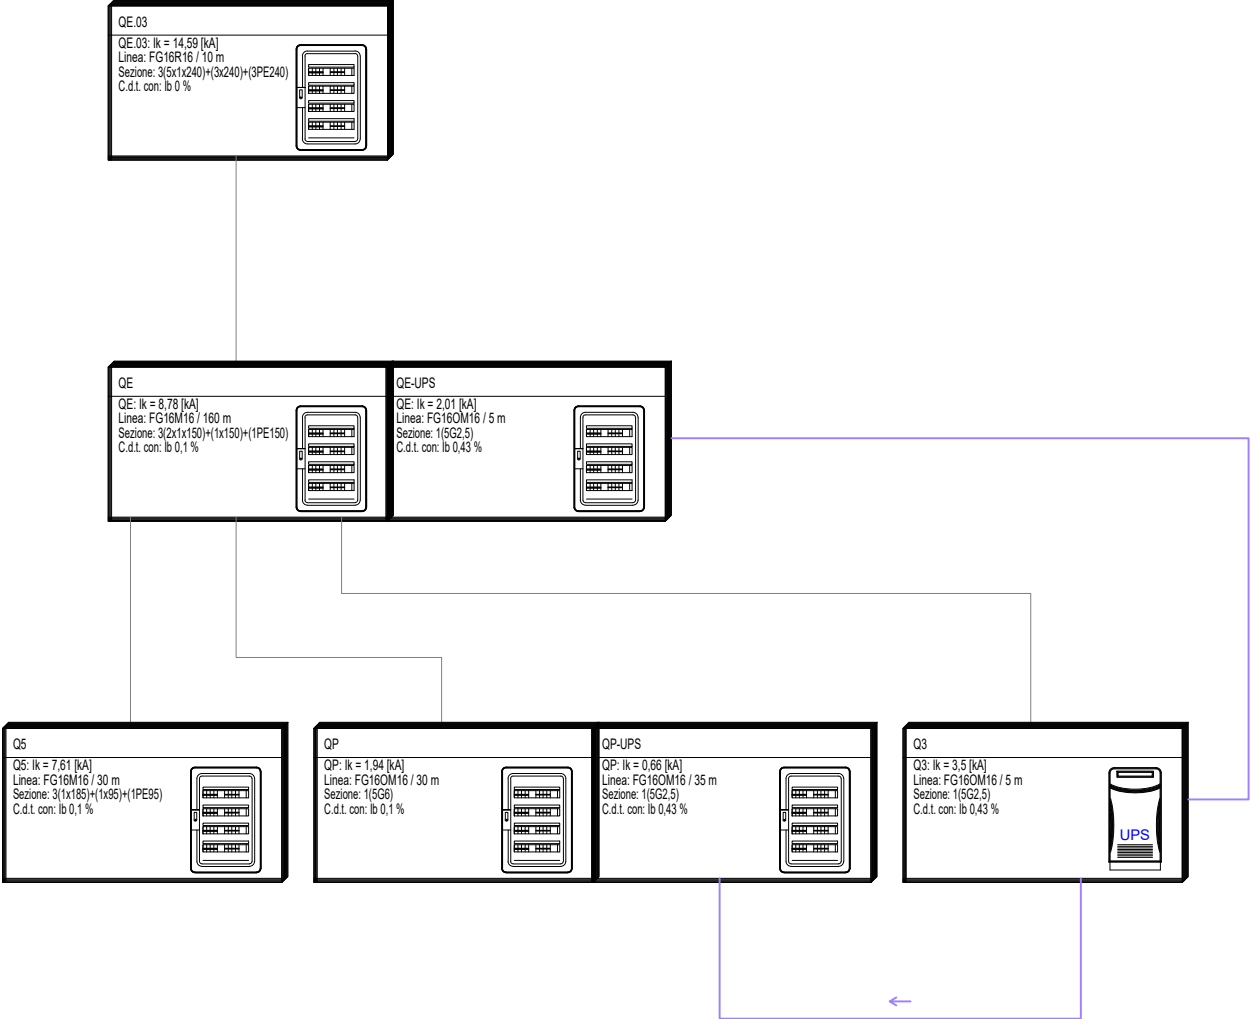 QE.03
QE.03: Ik = 14,59 [kA]
Linea: FG16R16 / 10 m
Sezione: 3(5x1x240)+(3x240)+(3PE240)
C.d.t. con: Ib 0 %
QE
QE: Ik = 8,78 [kA]
Linea: FG16M16 / 160 m
Sezione: 3(2x1x150)+(1x150)+(1PE150)
C.d.t. con: Ib 0,1 %
QE-UPS
QE: Ik = 2,01 [kA]
Linea: FG16OM16 / 5 m
Sezione: 1(5G2,5)
C.d.t. con: Ib 0,43 %
Q5
Q5: Ik = 7,61 [kA]
Linea: FG16M16 / 30 m
Sezione: 3(1x185)+(1x95)+(1PE95)
C.d.t. con: Ib 0,1 %
QP
QP: Ik = 1,94 [kA]
Linea: FG16OM16 / 30 m
Sezione: 1(5G6)
C.d.t. con: Ib 0,1 %
QP-UPS
QP: Ik = 0,66 [kA]
Linea: FG16OM16 / 35 m
Sezione: 1(5G2,5)
C.d.t. con: Ib 0,43 %
Q3
Q3: Ik = 3,5 [kA]
Linea: FG16OM16 / 5 m
Sezione: 1(5G2,5)
C.d.t. con: Ib 0,43 %
UPS